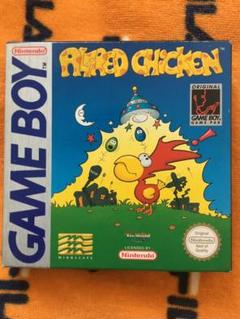 Nintendo
ALFRED CHICKEN
GAME BOY
TM
ORIGINAL
GAME BOY
GAME PAK
MINDSCAPE
LICENSED BY
Nintendo
Original
Nintendo
Seal of Quality